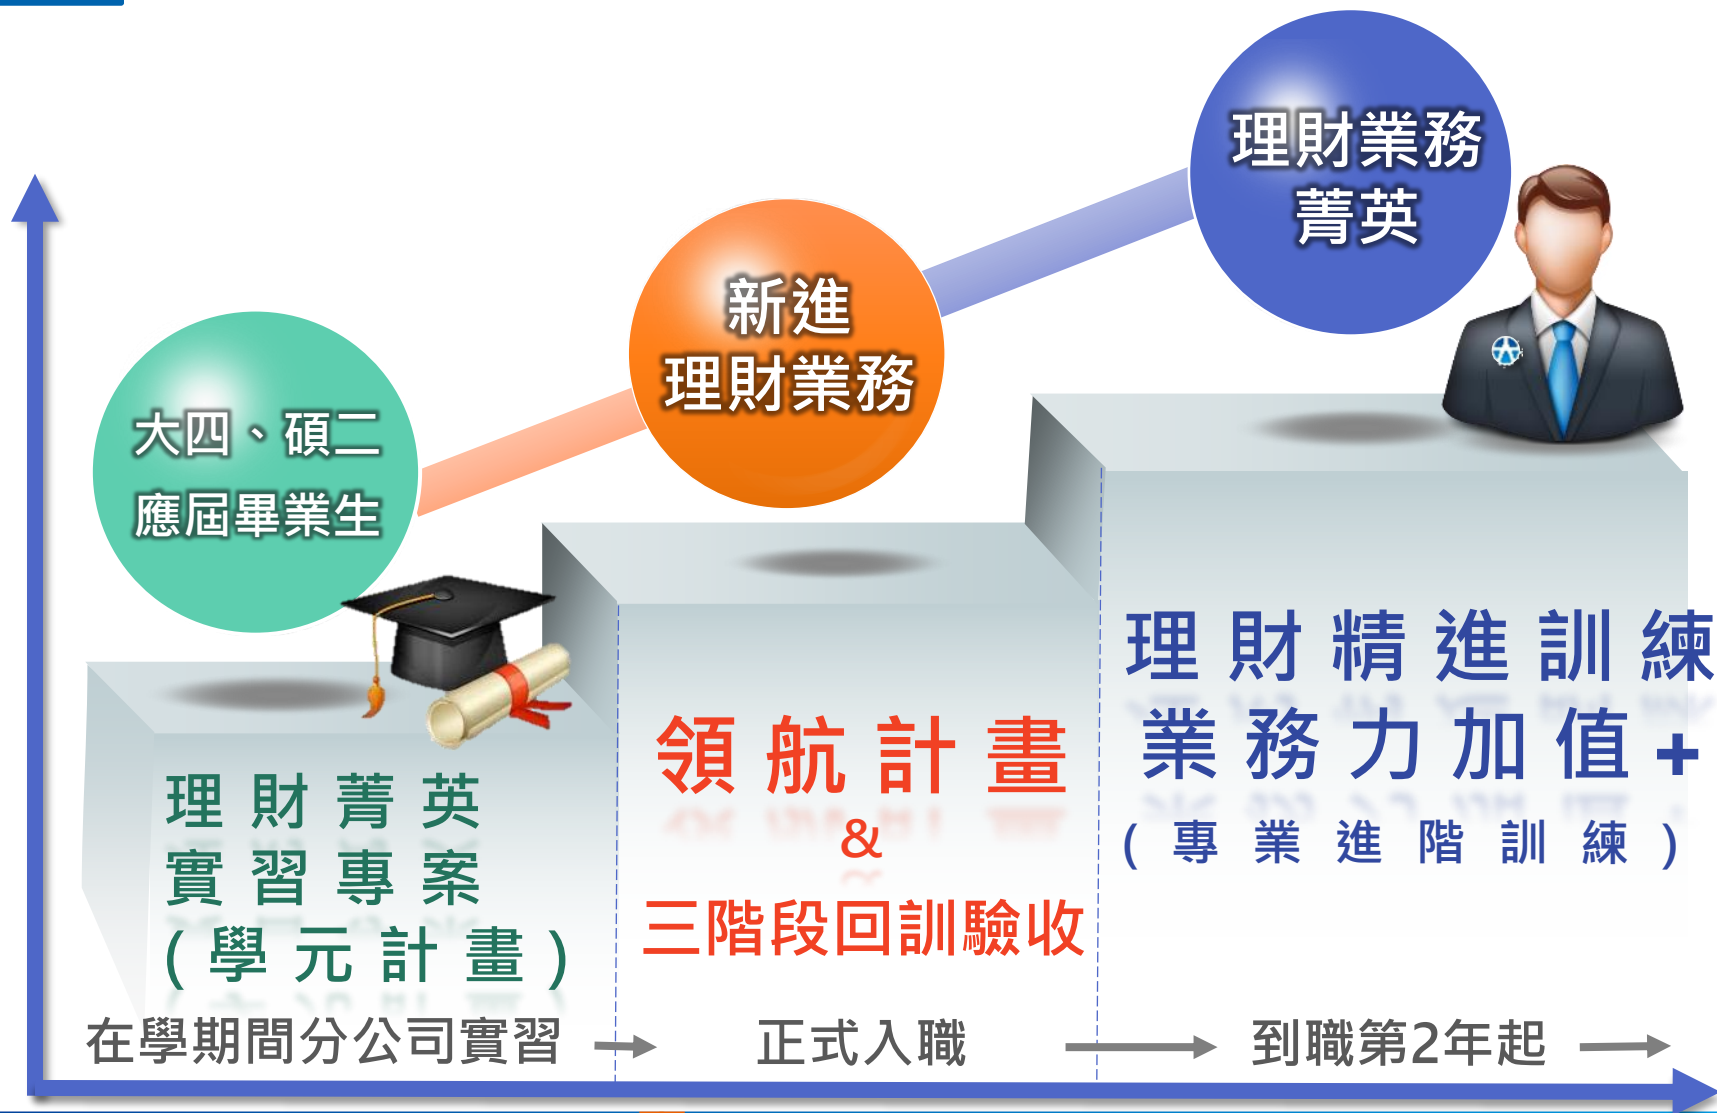 大四、碩二
應屆畢業生
新進
理財業務
理財業務
菁英
理財菁英
實習專案
(學元計畫)
領航計畫
&
三階段回訓驗收
理財精進訓練
業務力加值+
(專業進階訓練)
在學期間分公司實習
正式入職
到職第2年起